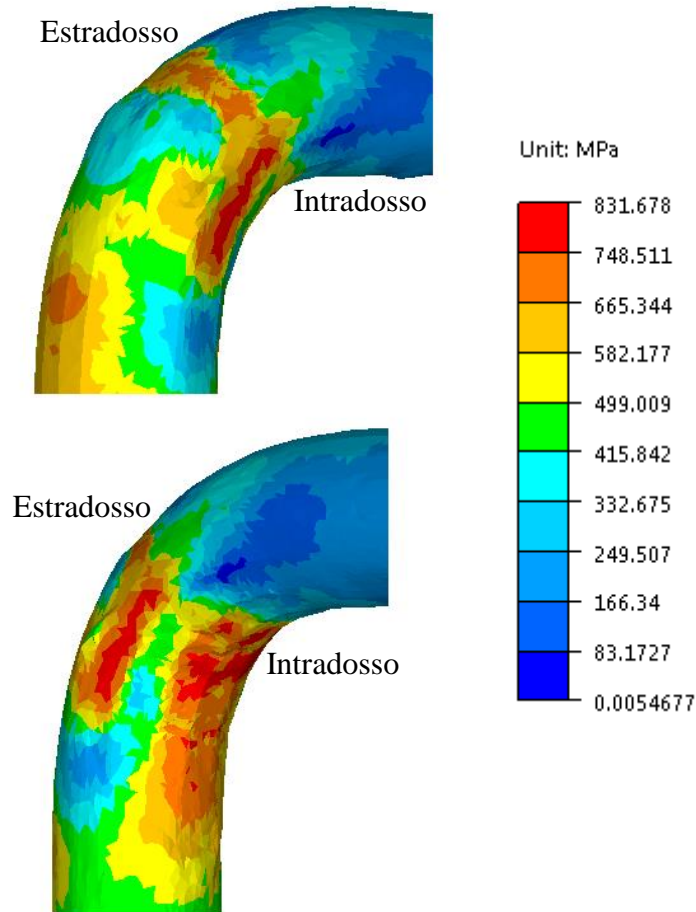 Estradosso
Intradosso
Unit: MPa
831.678
748.511
665.344
582.177
499.009
415.842
332.675
249.507
166.34
83.1727
0.0054677
Estradosso
Intradosso